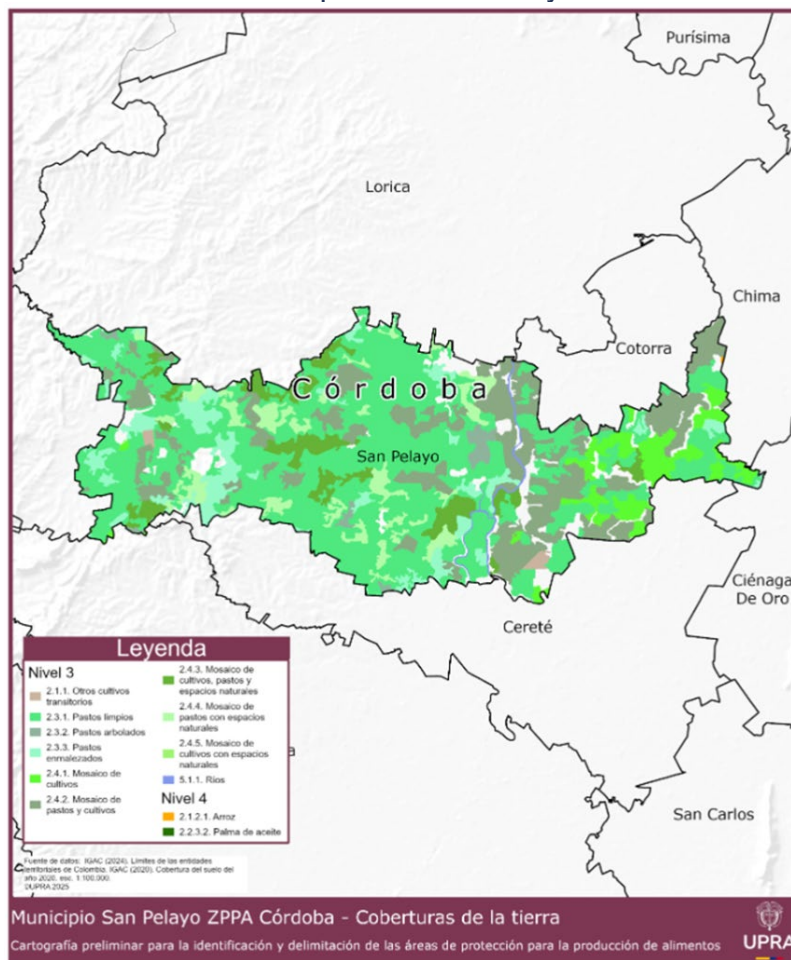 Purísima
Lorica
Chima
Cotorra
Córdoba
San Pelayo
Ciénaga
De Oro
Cereté
a
San Carlos
Leyenda
Nivel 3
2.1.1. Otros cultivos
transitorios
2.3.1. Pastos limpios
2.3.2. Pastos arbolados
2.3.3. Pastos
enmalezados
2.4.1. Mosaico de
cultivos
2.4.2. Mosaico de
pastos y cultivos
2.4.3. Mosaico de
cultivos, pastos y
espacios naturales
2.4.4. Mosaico de
pastos con espacios
naturales
2.4.5. Mosaico de
cultivos con espacios
naturales
5.1.1. Ríos
Nivel 4
2.1.2.1. Arroz
2.2.3.2. Palma de aceite
Fuente de datos: IGAC (2024). Límites de las entidades
territoriales de Colombia. IGAC (2020). Cobertura del suelo del
año 2020, esc. 1:100.000.
©UPRA 2025
Municipio San Pelayo ZPPA Córdoba - Coberturas de la tierra
Cartografía preliminar para la identificación y delimitación de las áreas de protección para la producción de alimentos
UPRA